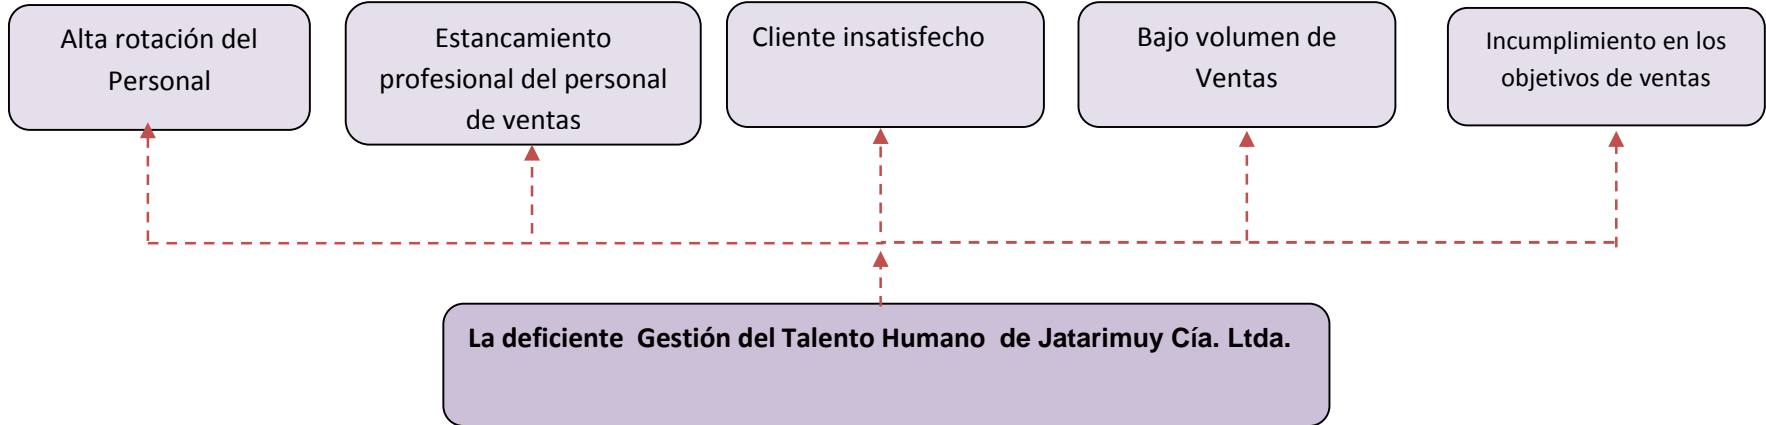 Alta rotación del
Personal
Estancamiento
profesional del personal
de ventas
Cliente insatisfecho
Bajo volumen de
Ventas
Incumplimiento en los
objetivos de ventas
La deficiente  Gestión del Talento Humano  de Jatarimuy Cía. Ltda.